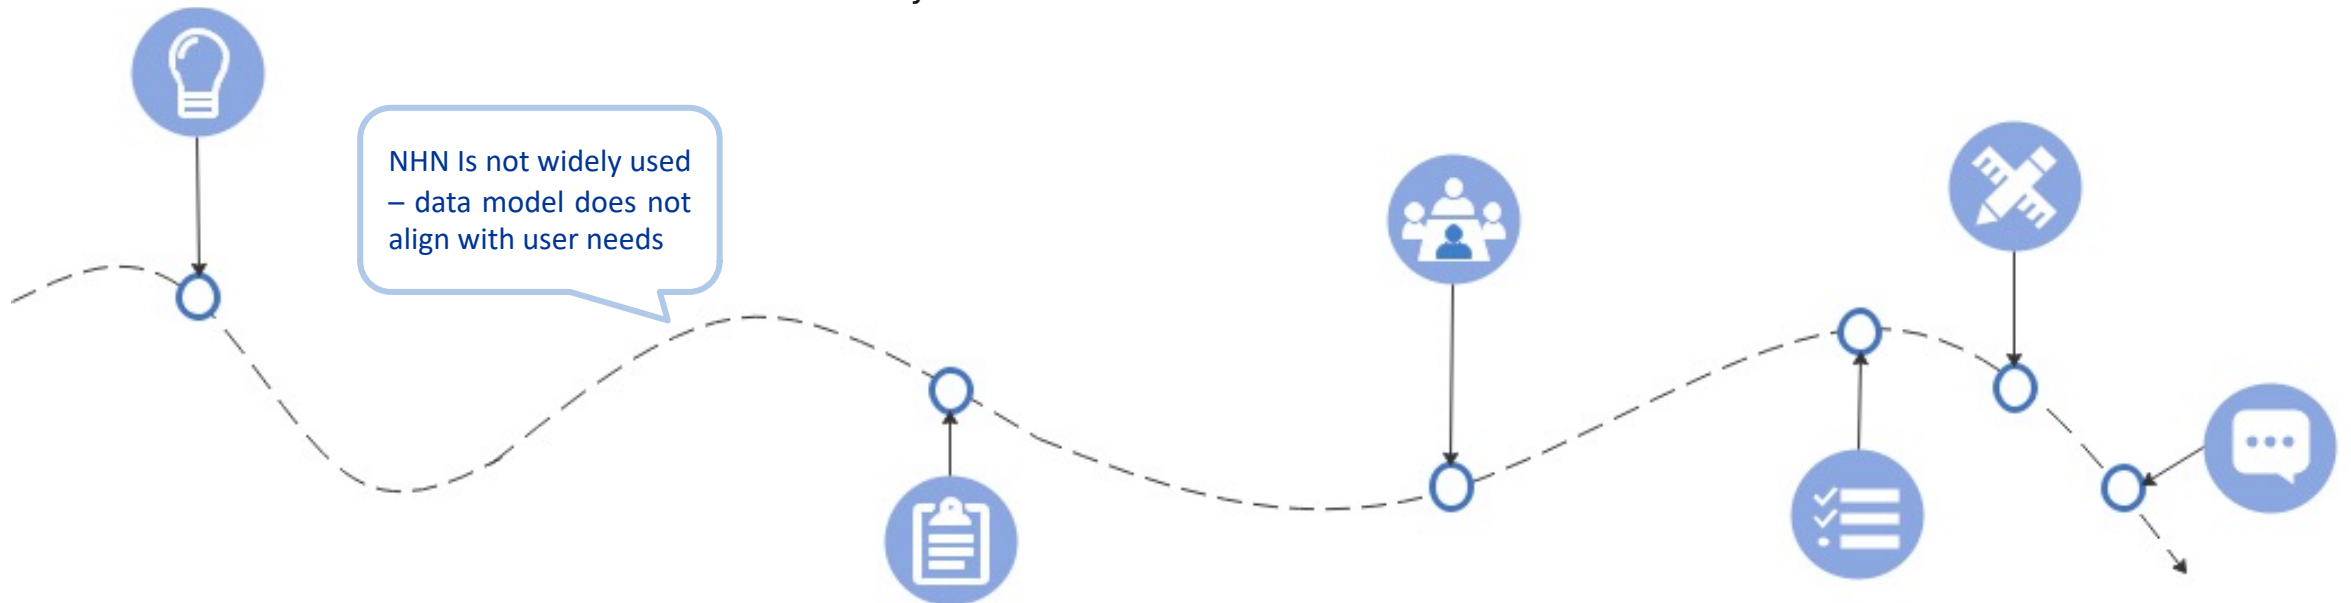 NHN Is not widely used
– data model does not
align with user needs